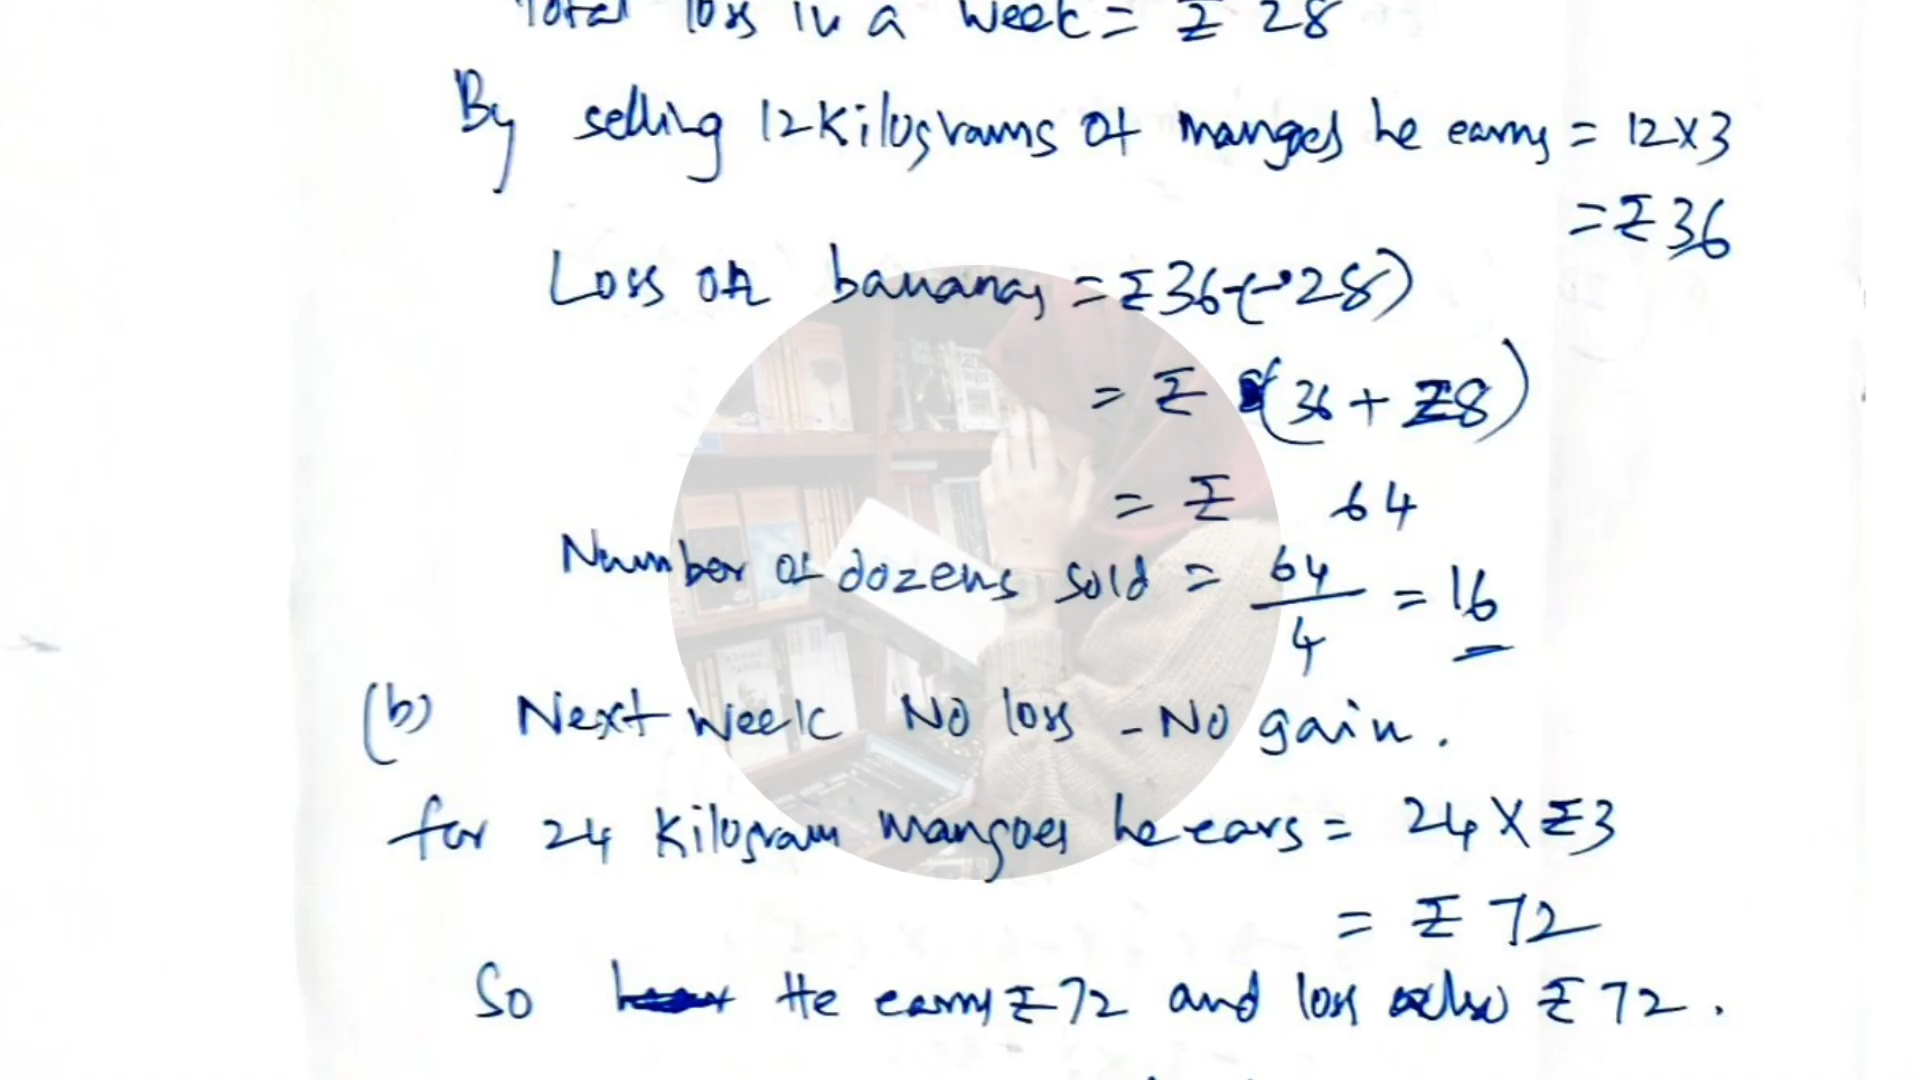 Total loss in a week = ₹ 28
By selling 12 kilograms of mangoes he earns = 12 x 3
= ₹ 36
Loss on bananas = ₹ 36 - (-28)
= ₹ (36 + 28)
= ₹ 64
Number of dozens sold = 64/4 = 16
(b) Next week No loss - No gain.
for 24 kilogram mangoes he ears = 24 X ₹3
= ₹ 72
So He earns ₹ 72 and loss also ₹ 72.